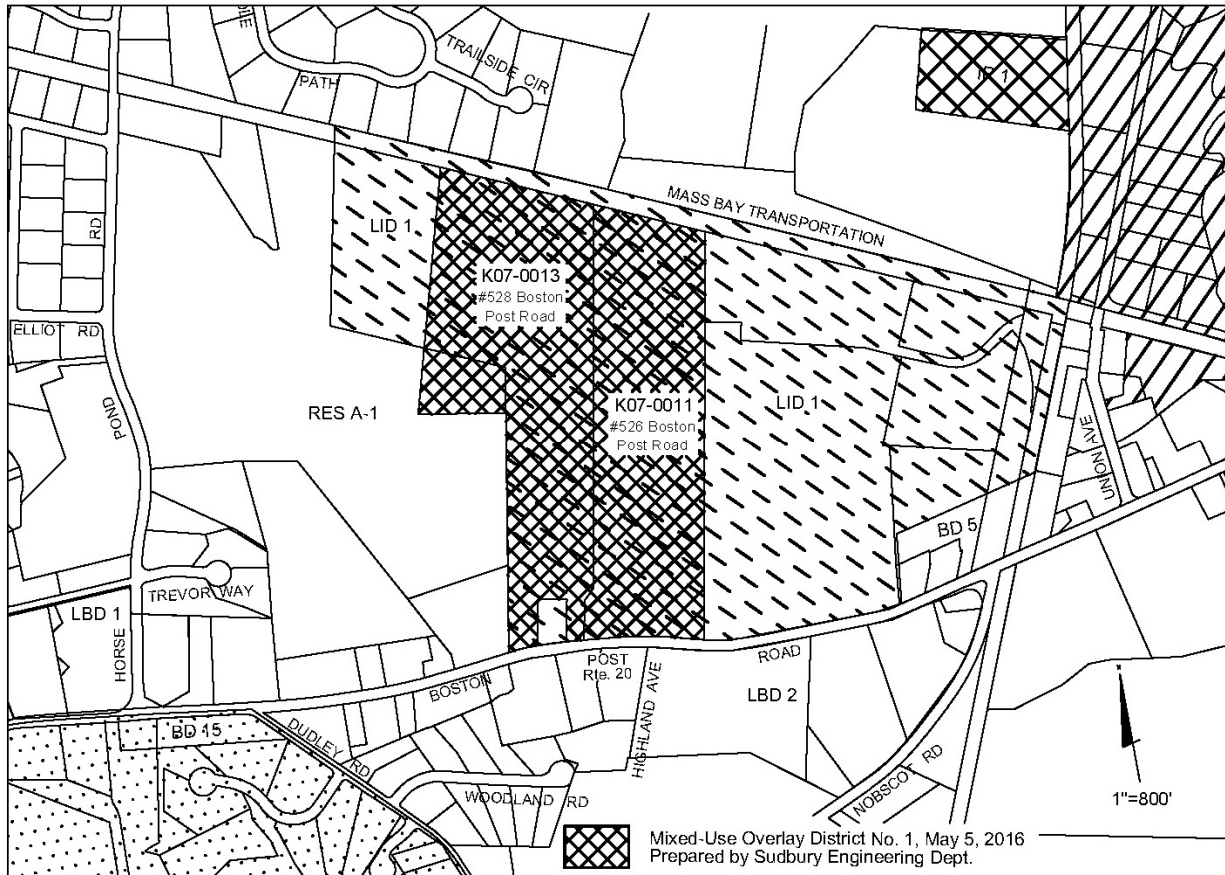 DILE
PATH
TRAILSIDE CIR
IP 1
MASS BAY TRANSPORTATION
LID 1
RD
K07-0013
#528 Boston
Post Road
ELLIOT RD
K07-0011
#526 Boston
Post Road
LID 1
RES A-1
POND
UNION AVE
BD 5
TREVOR WAY
LBD 1
HORSE
POST
Rte. 20
ROAD
BOSTON
HIGHLAND AVE
LBD 2
BD 15
DUDLEY RD
WOODLAND RD
NOBSCOT RD
1"=800'
Mixed-Use Overlay District No. 1, May 5, 2016
Prepared by Sudbury Engineering Dept.